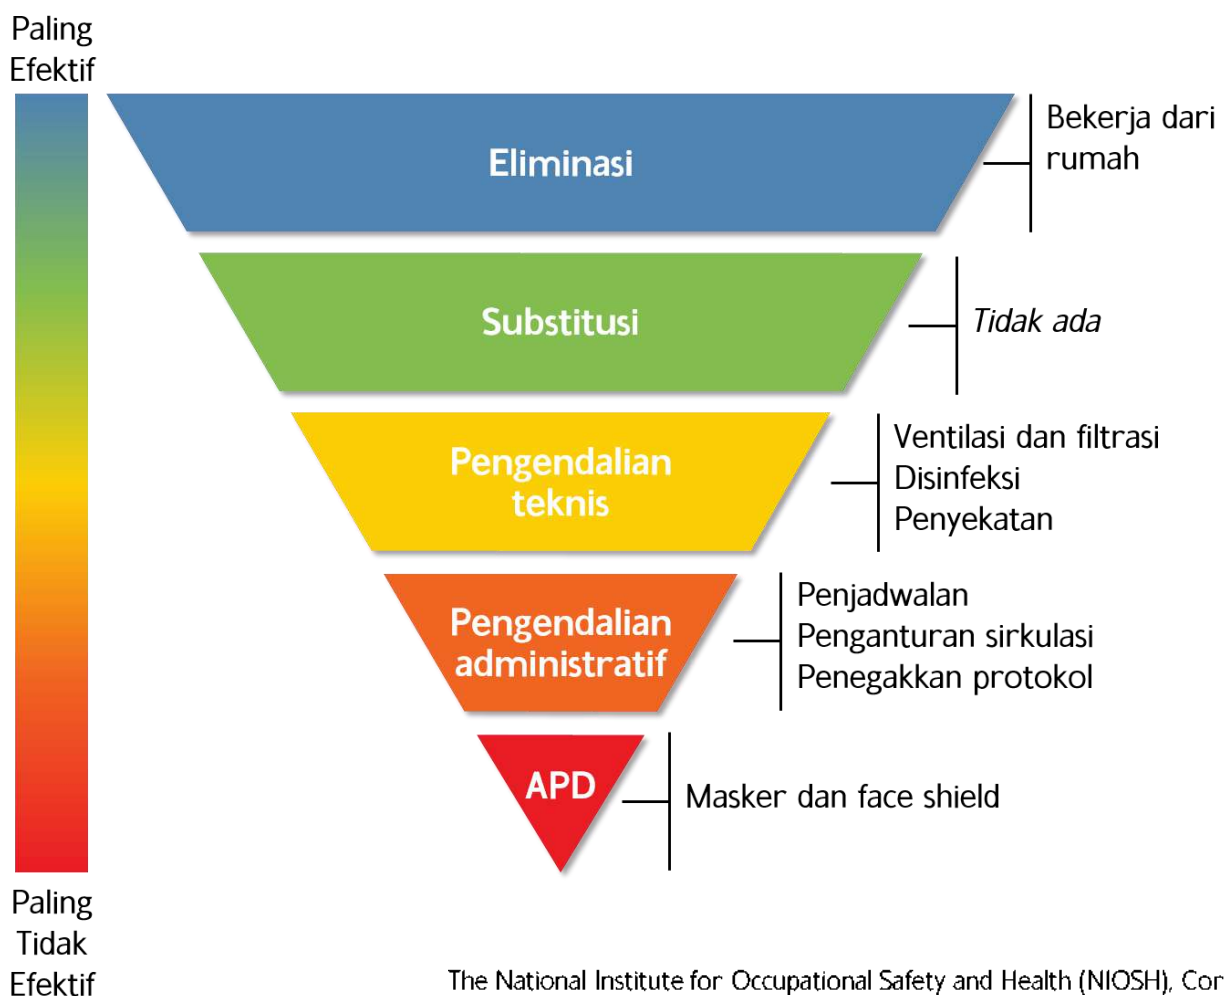 Paling
Efektif
Eliminasi
Bekerja dari
rumah
Substitusi
Tidak ada
Pengendalian
teknis
Ventilasi dan filtrasi
Disinfeksi
Penyekatan
Pengendalian
administratif
Penjadwalan
Penganturan sirkulasi
Penegakkan protokol
APD
Masker dan face shield
Paling
Tidak
Efektif
The National Institute for Occupational Safety and Health (NIOSH), Cor